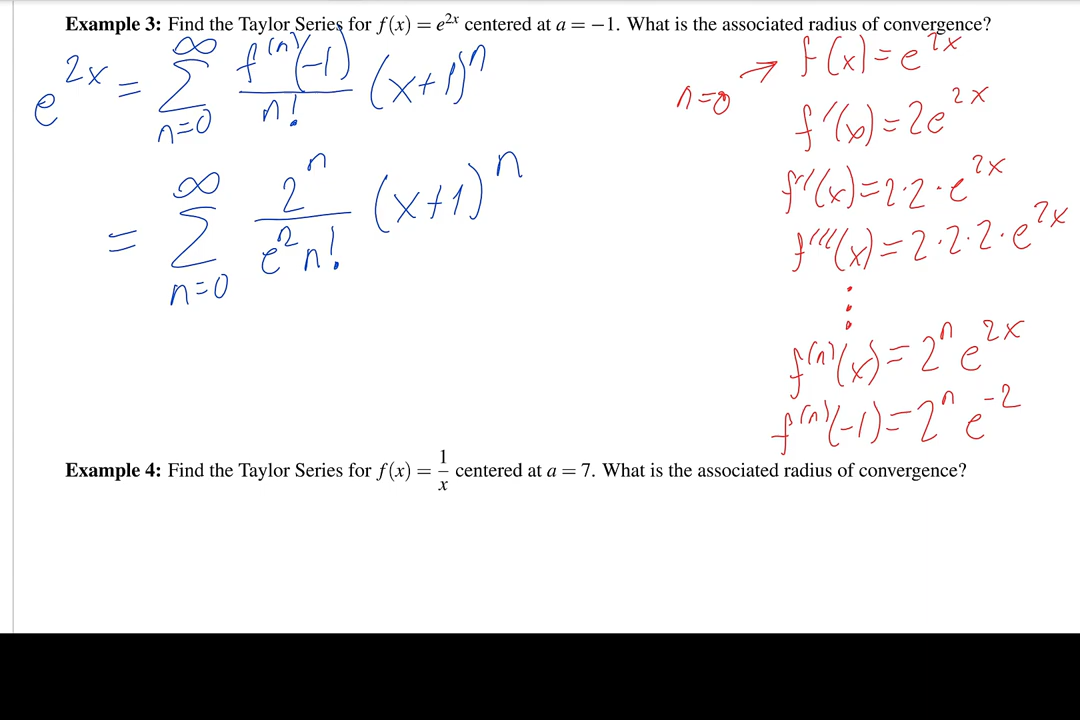 Example 3: Find the Taylor Series for f(x) = e^{2x} centered at a = −1. What is the associated radius of convergence?
e^{2x} = ∑_{n=0}^{∞} \frac{f^{(n)}(-1)}{n!} (x+1)^n
= ∑_{n=0}^{∞} \frac{2^n}{e^2 n!} (x+1)^n
n=0 → f(x) = e^{2x}
f'(x) = 2e^{2x}
f''(x) = 2·2·e^{2x}
f'''(x) = 2·2·2·e^{2x}
⋮
f^{(n)}(x) = 2^n e^{2x}
f^{(n)}(-1) = 2^n e^{-2}
Example 4: Find the Taylor Series for f(x) = \frac{1}{x} centered at a = 7. What is the associated radius of convergence?